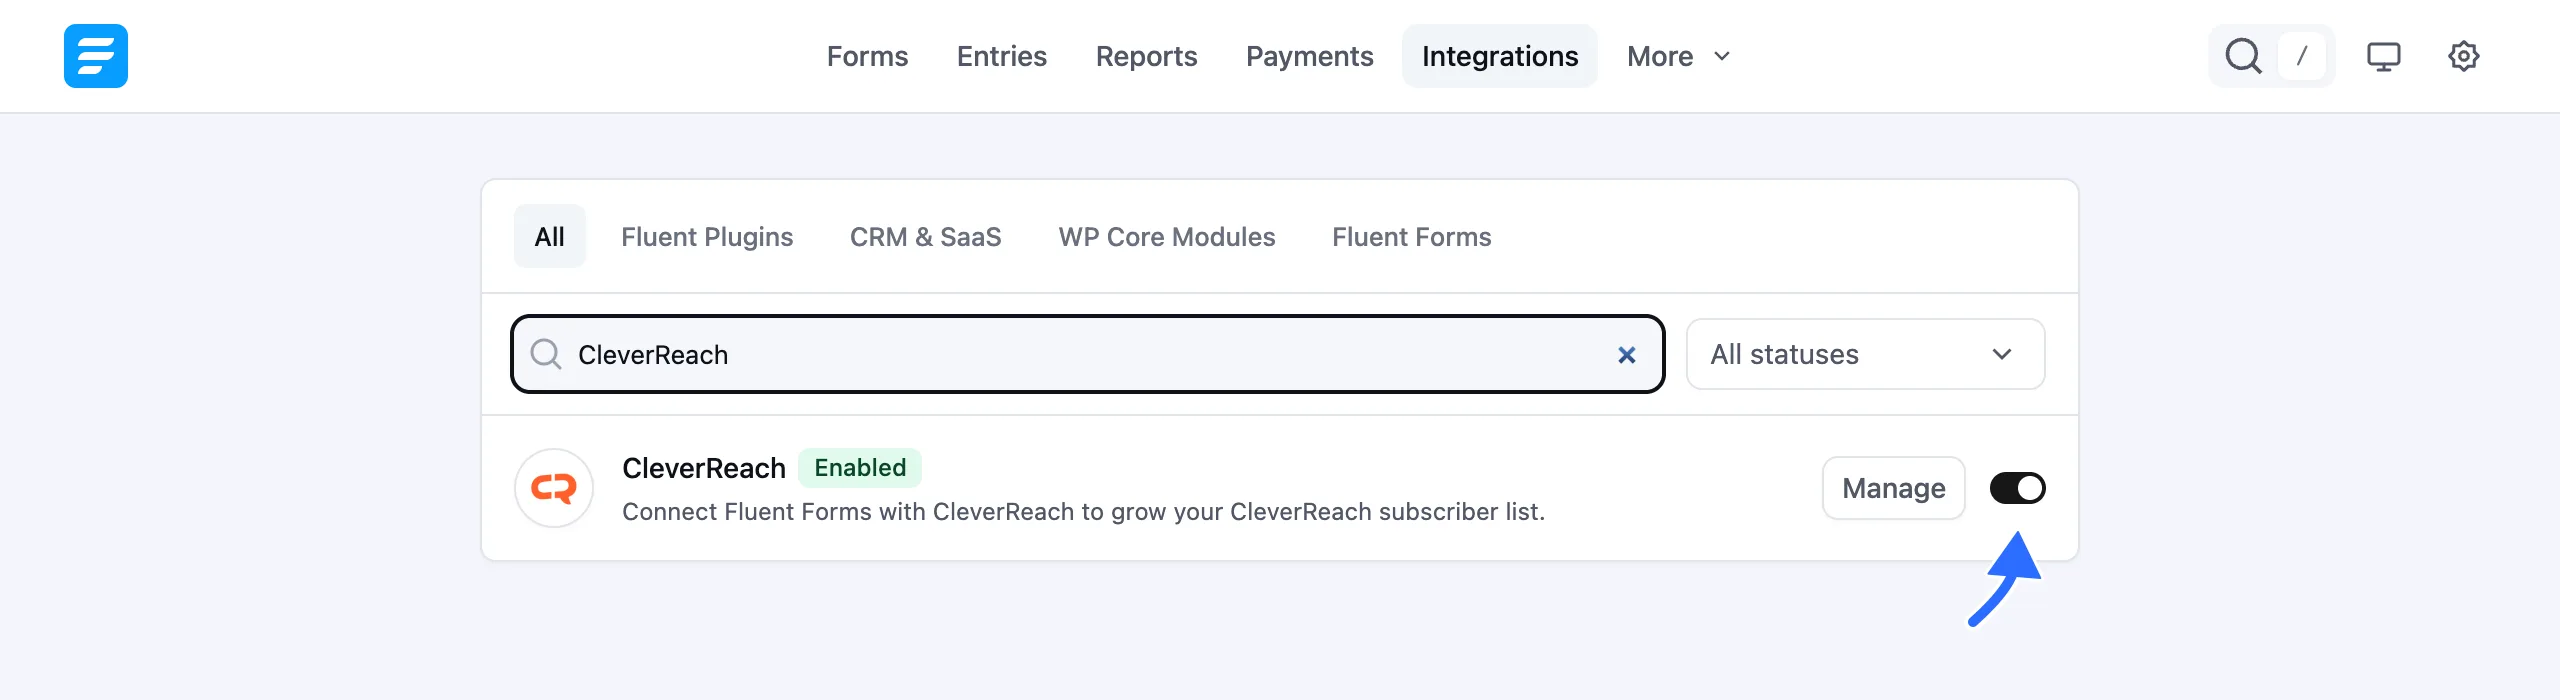 Forms Entries Reports Payments Integrations More /
All Fluent Plugins CRM & SaaS WP Core Modules Fluent Forms
CleverReach All statuses
CleverReach Enabled
Connect Fluent Forms with CleverReach to grow your CleverReach subscriber list.
Manage